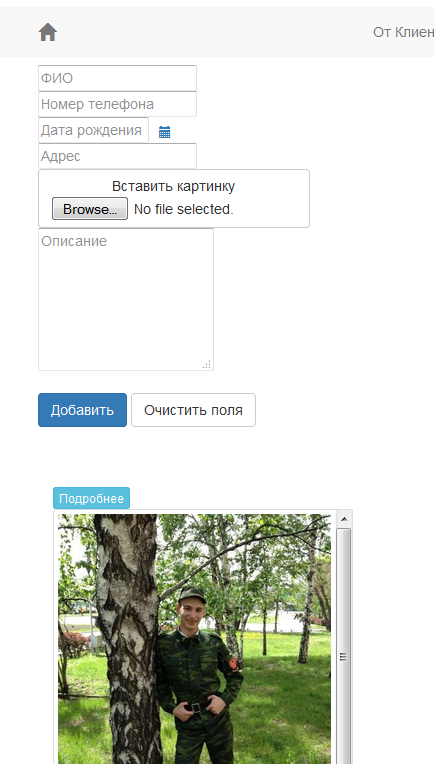 От Клиен
ФИО
Номер телефона
Дата рождения
Адрес
Вставить картинку
Browse... No file selected.
Описание
Добавить Очистить поля
Подробнее